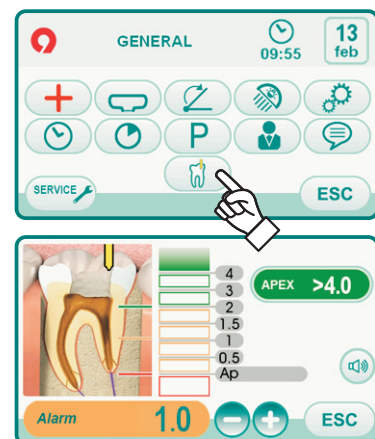 GENERAL
09:55
13
feb
P
SERVICE
ESC
4
3
2
1.5
1
0.5
Ap
APEX >4.0
Alarm 1.0 - + ESC